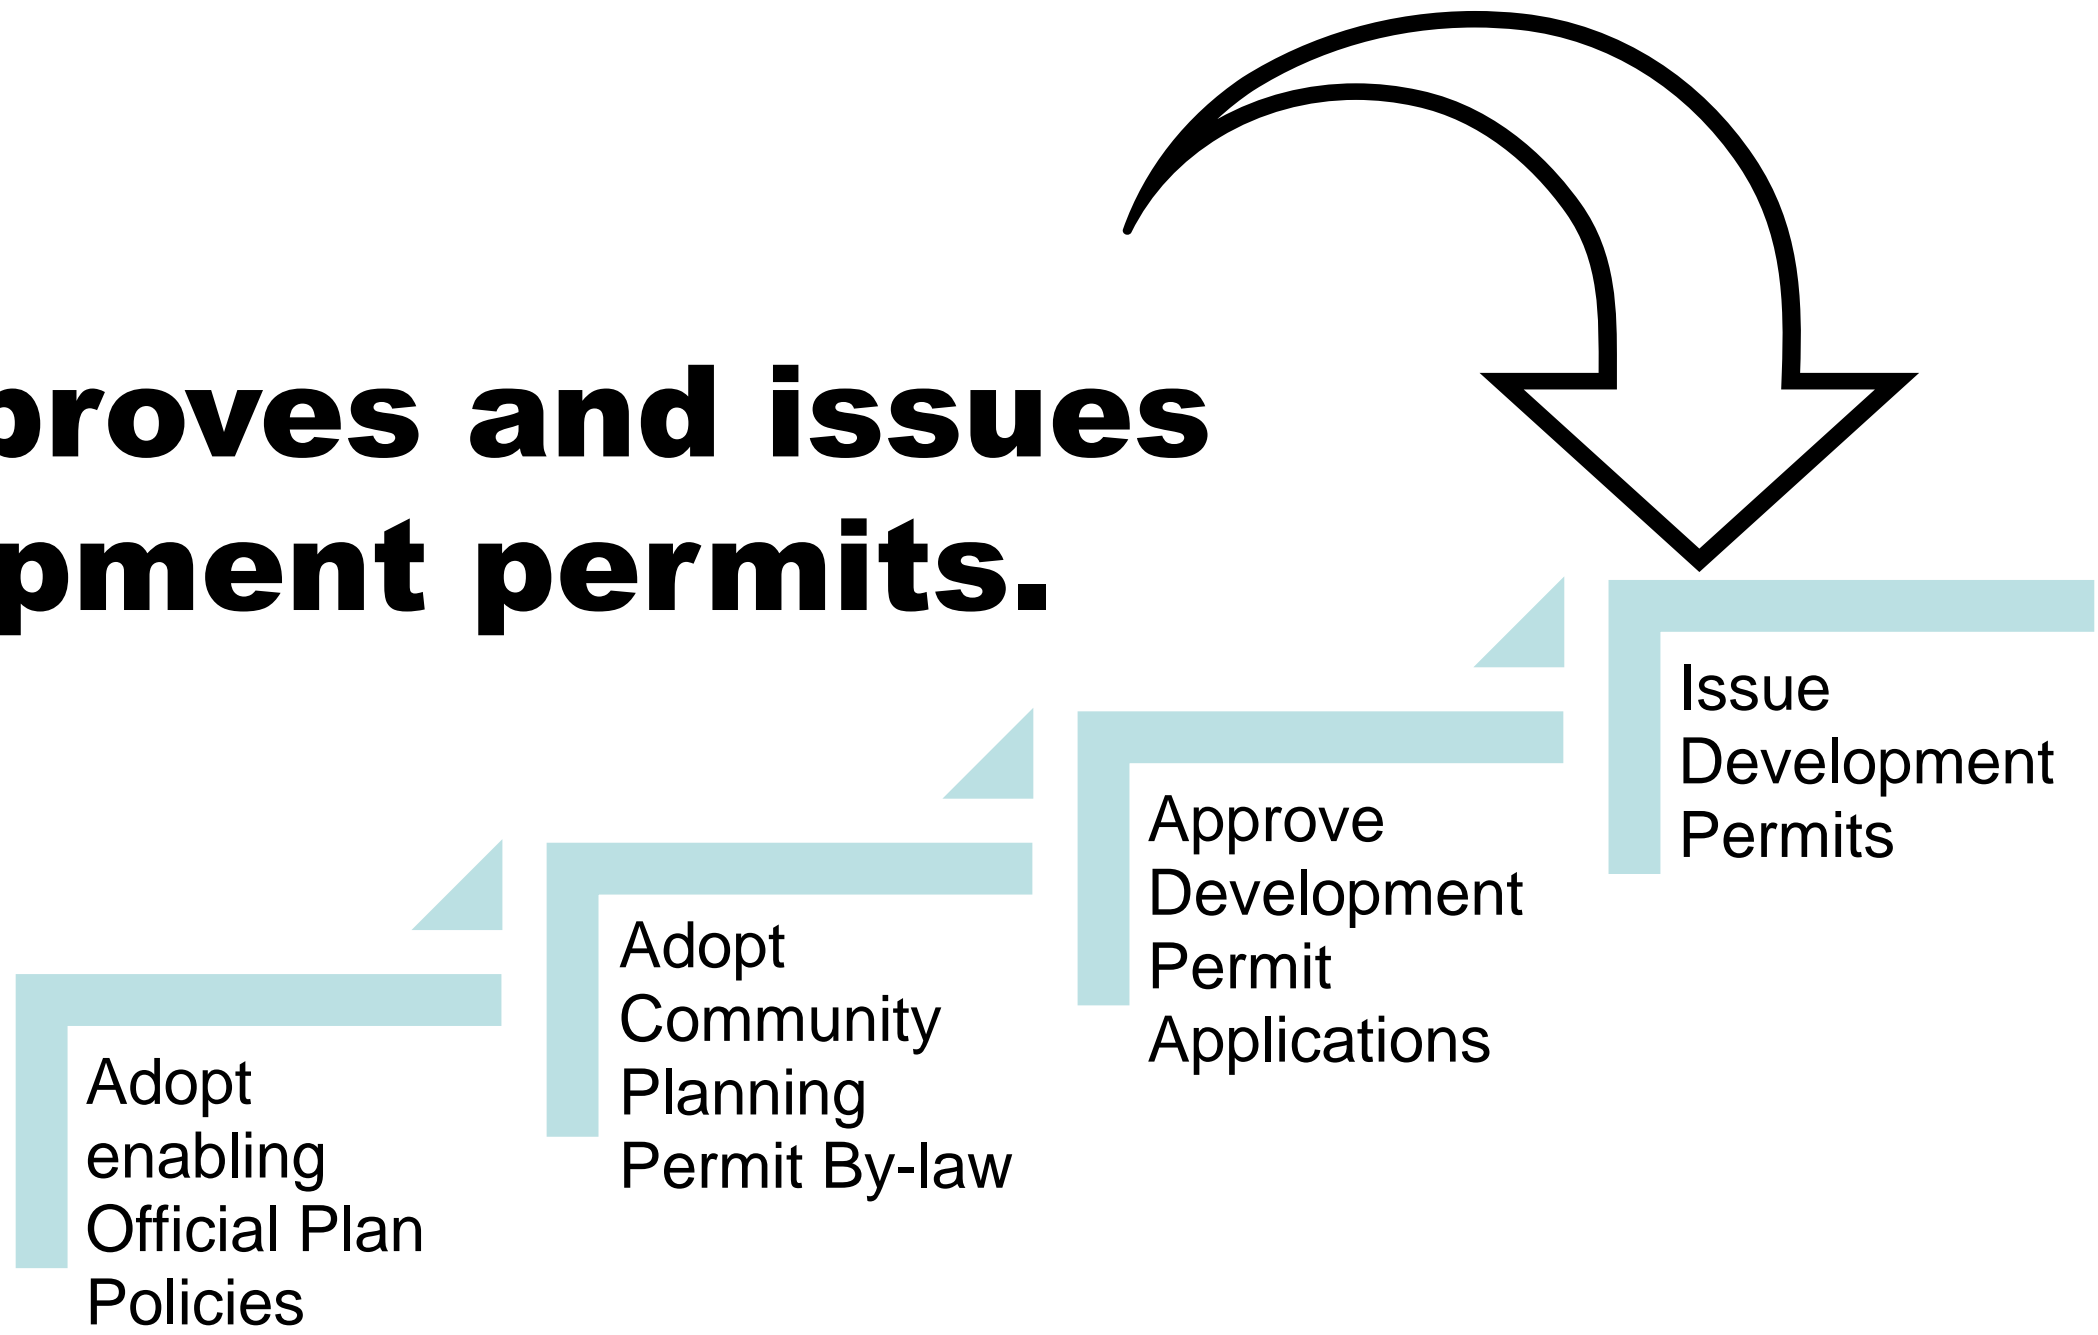 proves and issues
pment permits.
Issue
Development
Permits
Approve
Development
Permit
Applications
Adopt
Community
Planning
Permit By-law
Adopt
enabling
Official Plan
Policies